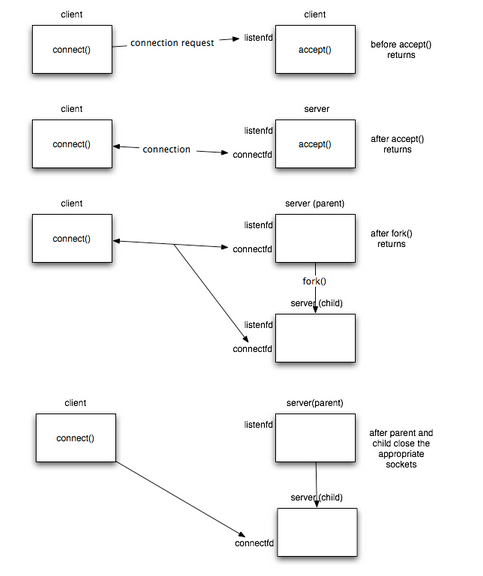 client
client
connect()
connection request
listenfd
accept()
before accept()
returns
client
server
connect()
connection
listenfd
connectfd
accept()
after accept()
returns
client
server (parent)
connect()
listenfd
connectfd
after fork()
returns
fork()
server (child)
listenfd
connectfd
client
server(parent)
connect()
listenfd
after parent and
child close the
appropriate
sockets
server (child)
connectfd